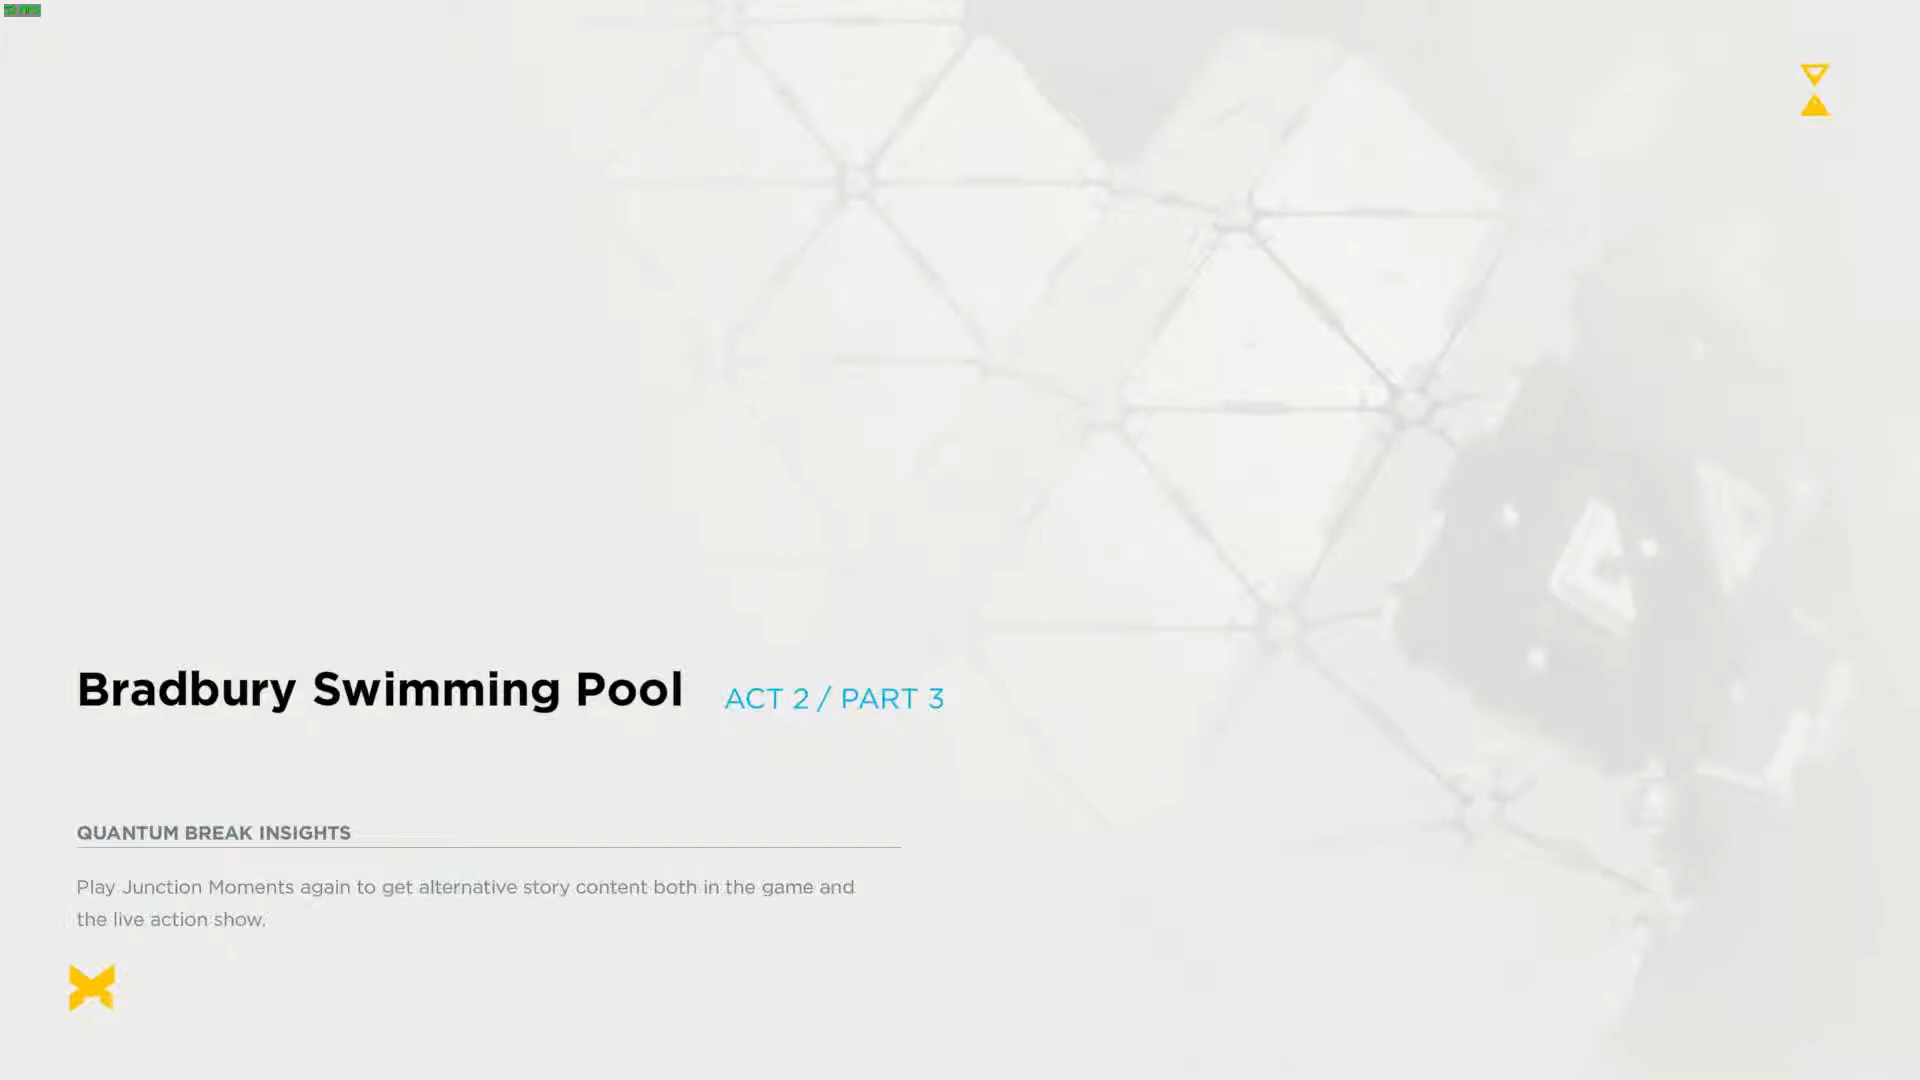 Bradbury Swimming Pool ACT 2 / PART 3
QUANTUM BREAK INSIGHTS
Play Junction Moments again to get alternative story content both in the game and
the live action show.